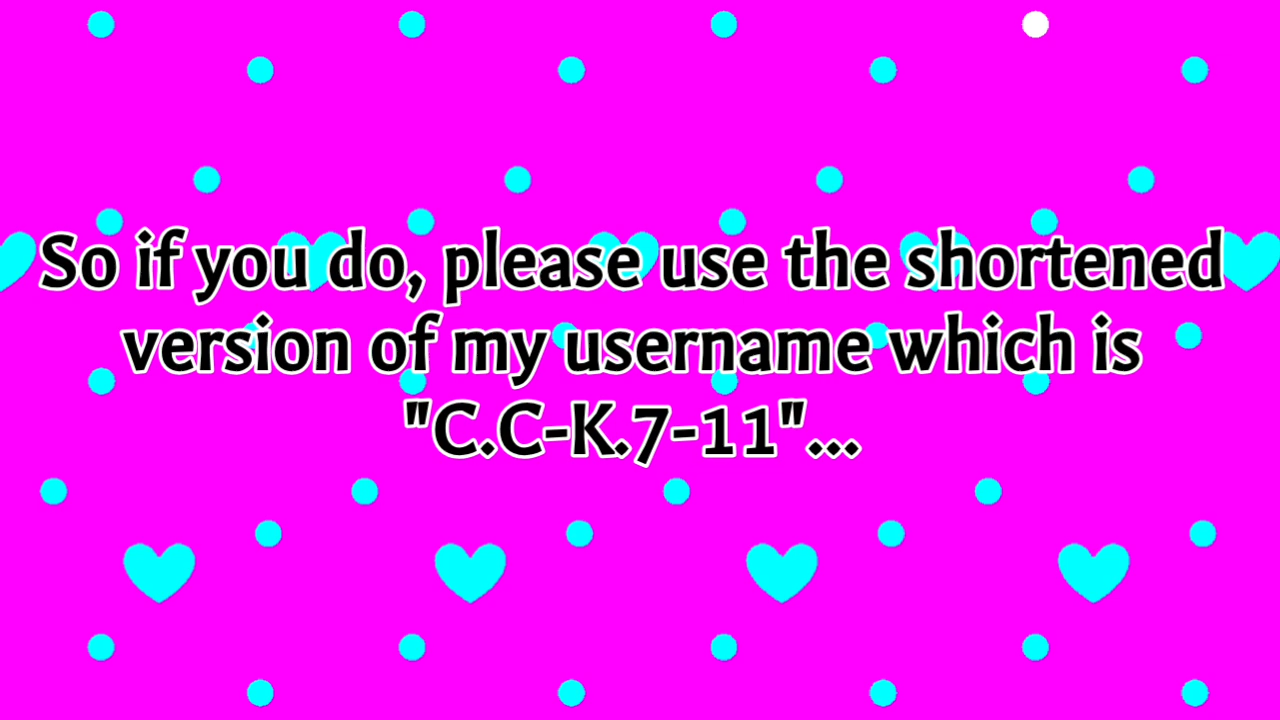 So if you do, please use the shortened
version of my username which is
"C.C-K.7-11"...